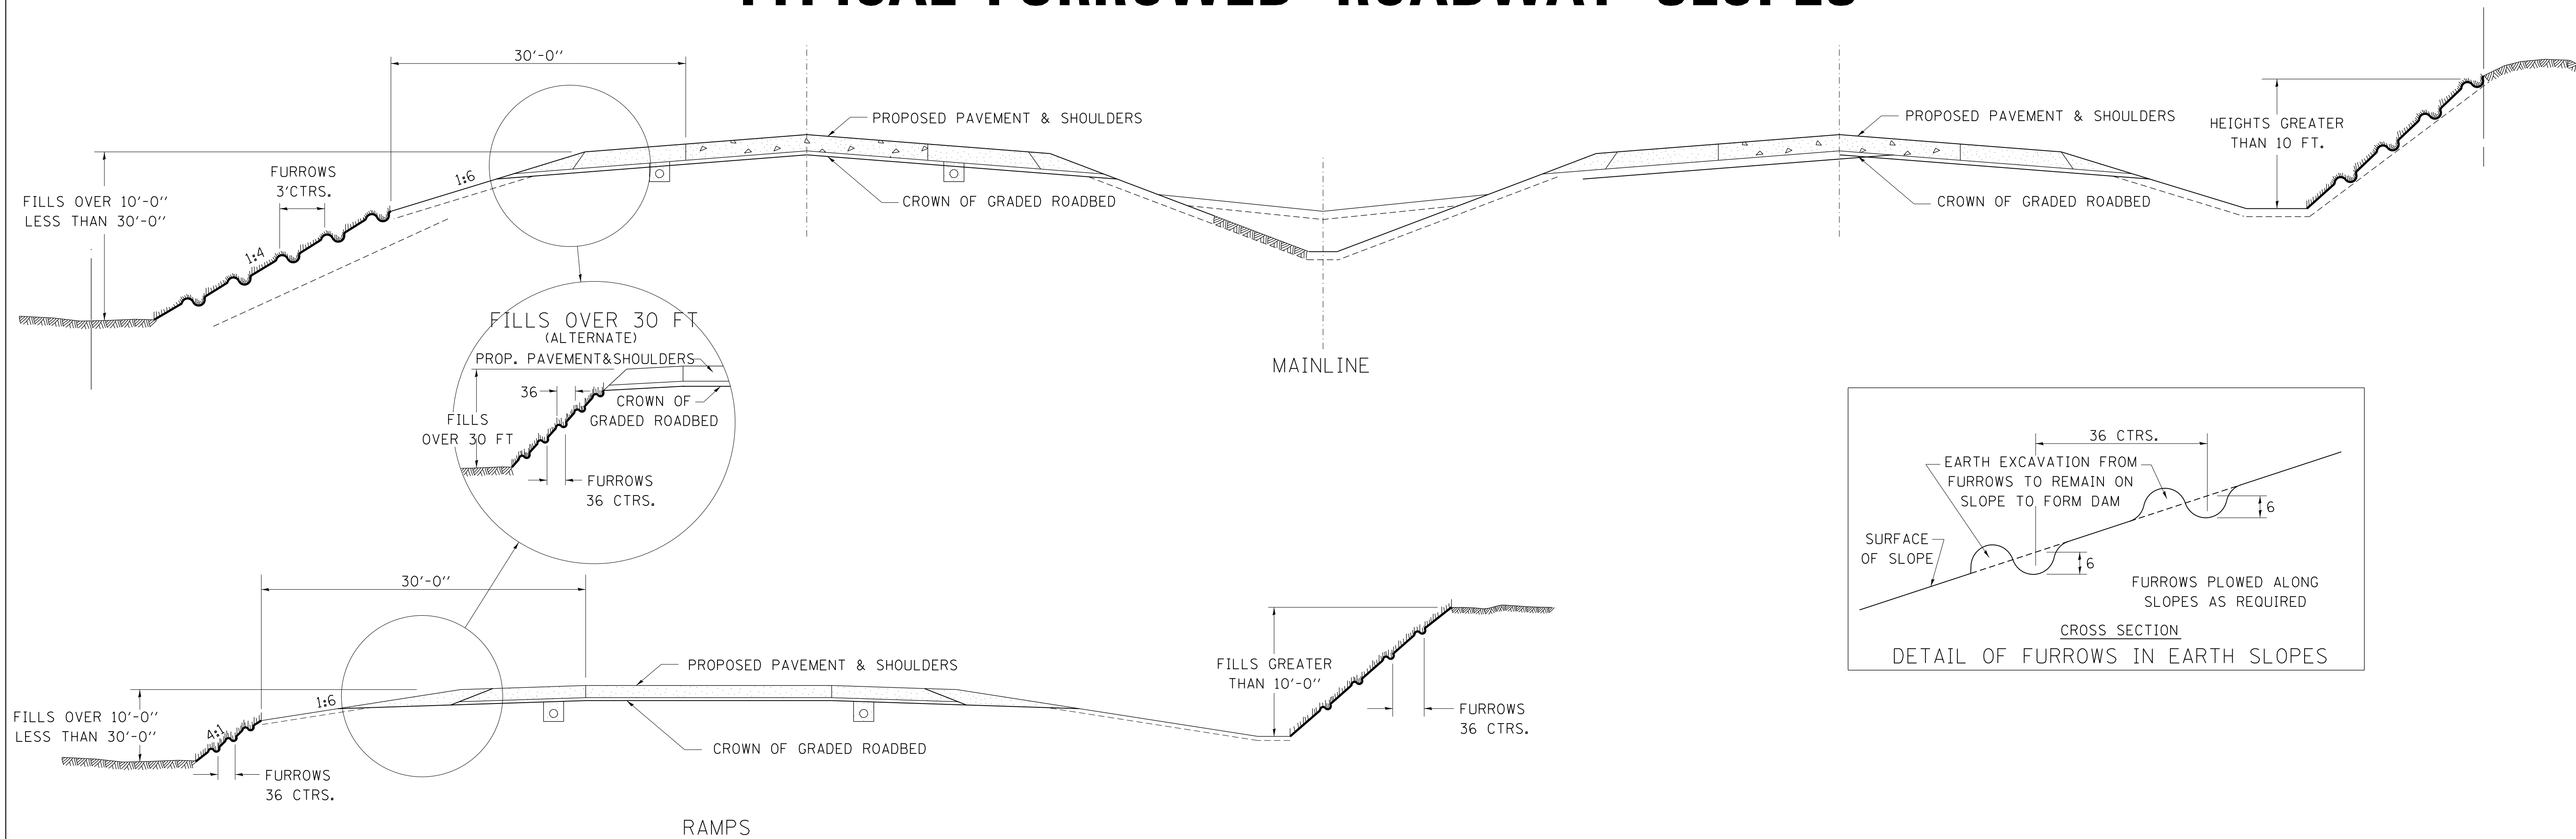 TYPICAL FURROWED ROADWAY SLOPES
30'-0"
PROPOSED PAVEMENT & SHOULDERS
PROPOSED PAVEMENT & SHOULDERS
HEIGHTS GREATER
THAN 10 FT.
FURROWS
3'CTRS.
1:6
FILLS OVER 10'-0"
LESS THAN 30'-0"
CROWN OF GRADED ROADBED
CROWN OF GRADED ROADBED
1:4
FILLS OVER 30 FT
(ALTERNATE)
PROP. PAVEMENT&SHOULDERS
36
CROWN OF
GRADED ROADBED
FILLS
OVER 30 FT
FURROWS
36 CTRS.
MAINLINE
36 CTRS.
EARTH EXCAVATION FROM
FURROWS TO REMAIN ON
SLOPE TO FORM DAM
6
SURFACE
OF SLOPE
6
FURROWS PLOWED ALONG
SLOPES AS REQUIRED
CROSS SECTION
DETAIL OF FURROWS IN EARTH SLOPES
30'-0"
PROPOSED PAVEMENT & SHOULDERS
FILLS GREATER
THAN 10'-0"
1:6
FILLS OVER 10'-0"
LESS THAN 30'-0"
4:1
FURROWS
36 CTRS.
CROWN OF GRADED ROADBED
FURROWS
36 CTRS.
RAMPS